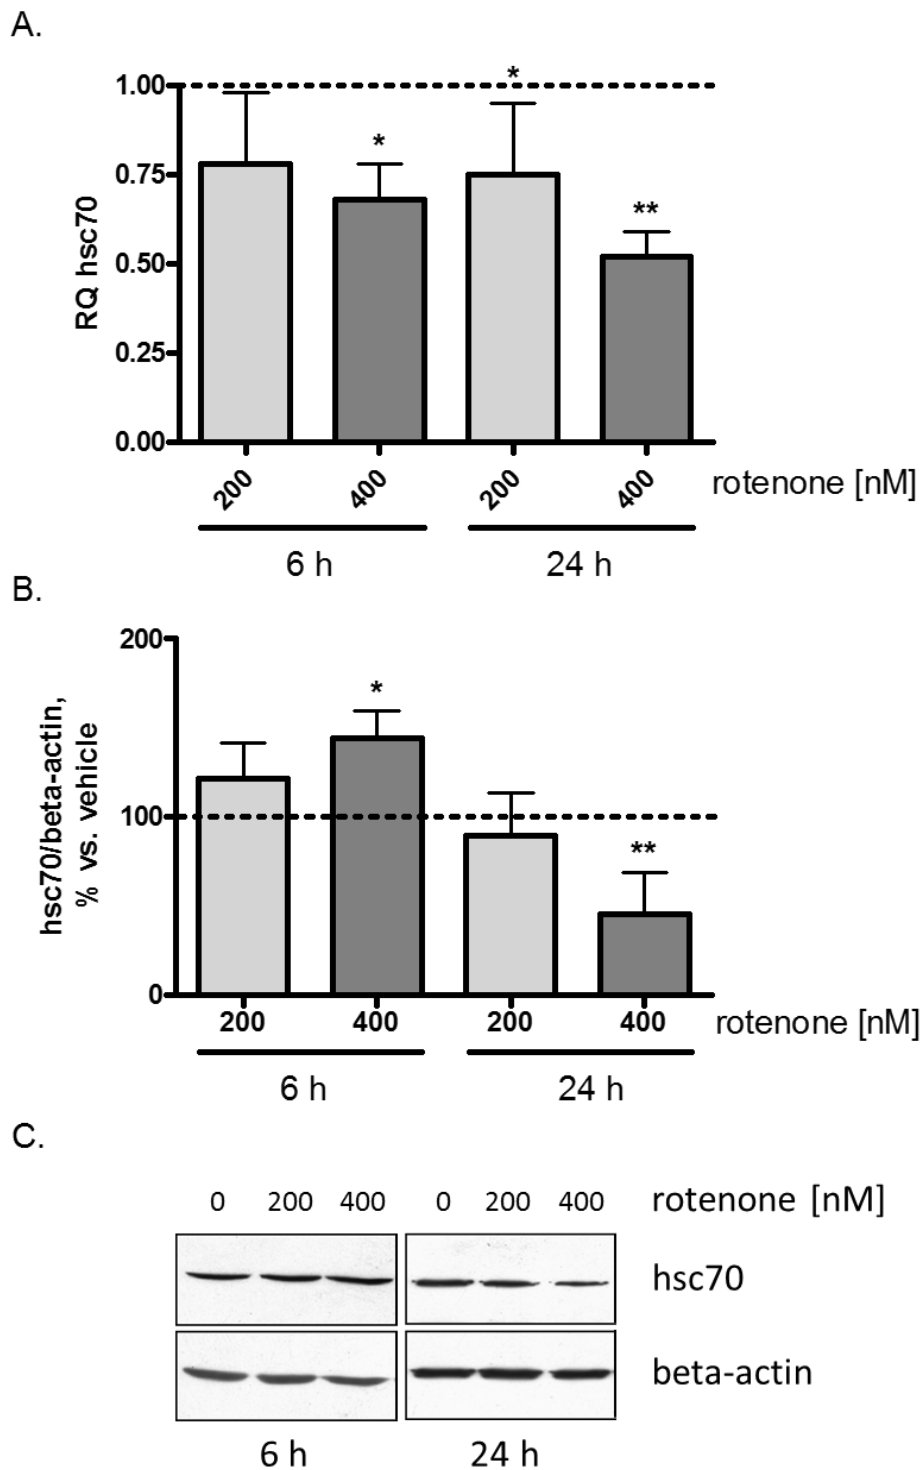 A.
*
1.00
*
0.75
**
RQ hsc70
0.50
0.25
0.00
200 400 200 400 rotenone [nM]
6 h 24 h
B.
200
*
hsc70/beta-actin,
% vs. vehicle
100
**
0
200 400 200 400 rotenone [nM]
6 h 24 h
C.
0 200 400 0 200 400 rotenone [nM]
hsc70
beta-actin
6 h 24 h